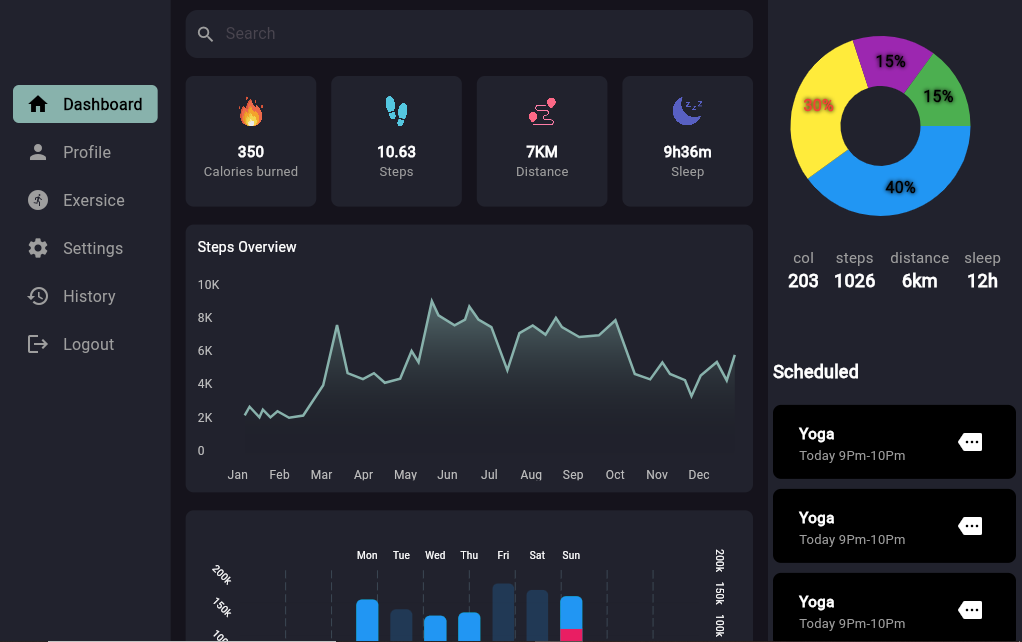 Dashboard
Profile
Exersice
Settings
History
Logout
Search
350
Calories burned
10.63
Steps
7KM
Distance
z z z
9h36m
Sleep
Steps Overview
10K
8K
6K
4K
2K
0
Jan Feb Mar Apr May Jun Jul Aug Sep Oct Nov Dec
Mon Tue Wed Thu Fri Sat Sun
200k
150k
200k
150k
100k
15%
15%
30%
40%
col steps distance sleep
203 1026 6km 12h
Scheduled
Yoga
Today 9Pm-10Pm
Yoga
Today 9Pm-10Pm
Yoga
Today 9Pm-10Pm